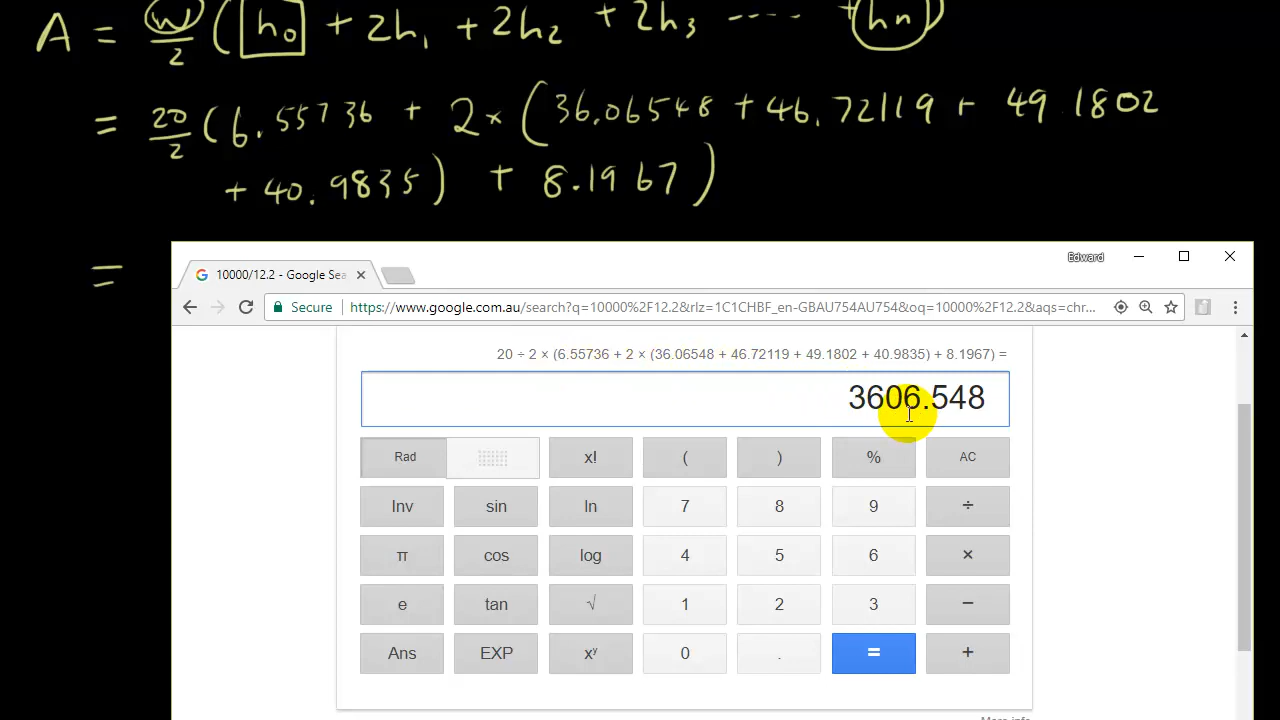 A = w/2 (h₀ + 2h₁ + 2h₂ + 2h₃ ---- + hn)
= 20/2 (6.55736 + 2 × (36.06548 + 46.72119 + 49.1802
+ 40.9835) + 8.1967)
=
Edward
10000/12.2 - Google Sea
Secure https://www.google.com.au/search?q=10000%2F12.2&rlz=1C1CHBF_en-GBAU754AU754&oq=10000%2F12.2&aqs=chr...
20 ÷ 2 × (6.55736 + 2 × (36.06548 + 46.72119 + 49.1802 + 40.9835) + 8.1967) =
3606.548
Rad x! ( ) % AC
Inv sin ln 7 8 9 ÷
π cos log 4 5 6 ×
e tan √ 1 2 3 −
Ans EXP xʸ 0 . = +
More info